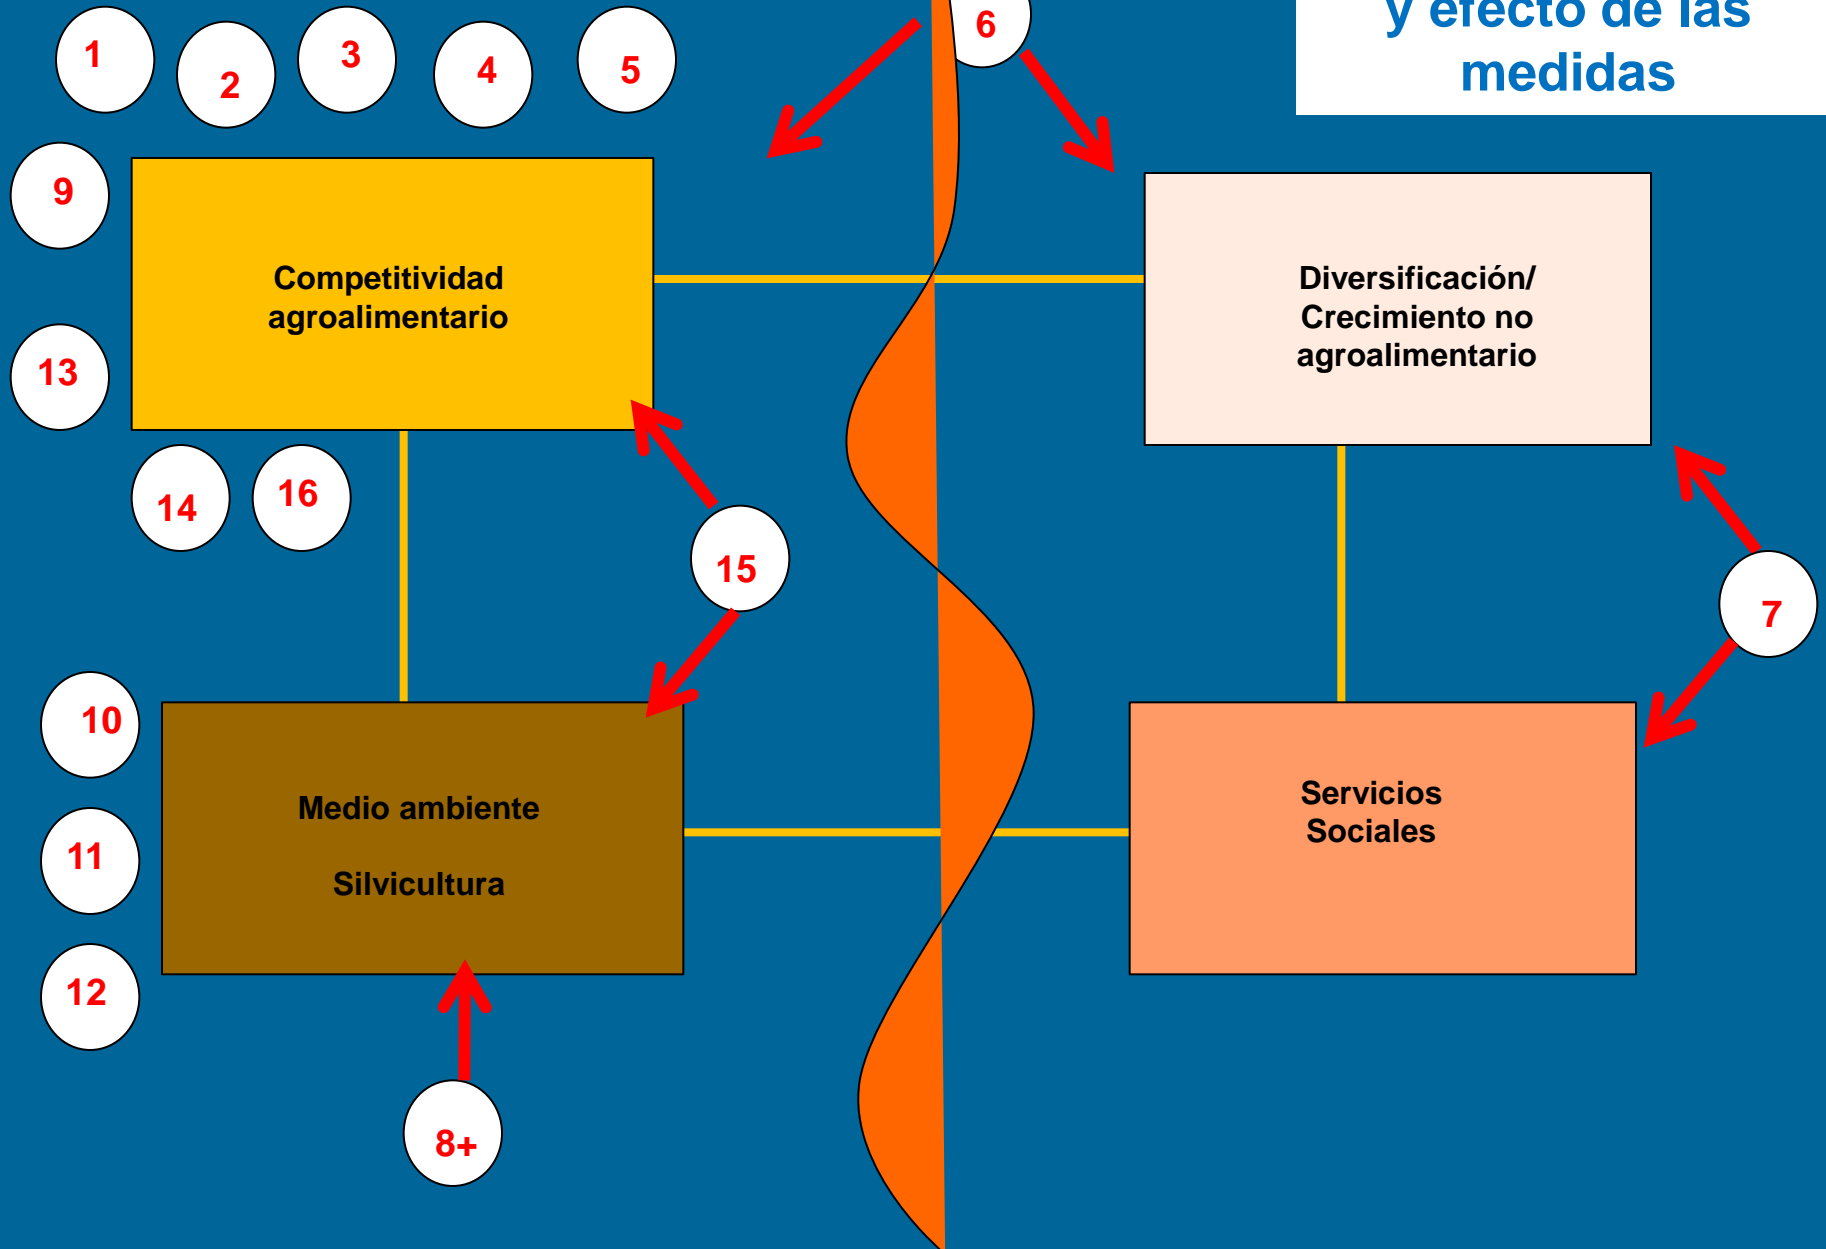 y efecto de las
medidas
1
2
3
4
5
6
9
Competitividad
agroalimentario
Diversificación/
Crecimiento no
agroalimentario
13
14
16
15
7
10
Medio ambiente
Silvicultura
Servicios
Sociales
11
12
8+